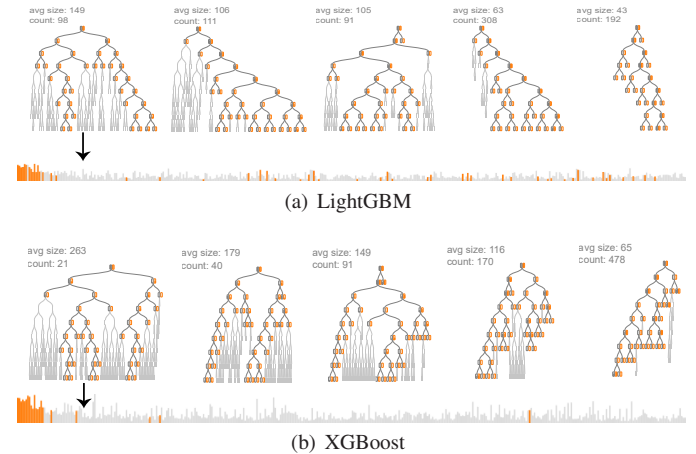 avg size: 149
count: 98
avg size: 106
count: 111
avg size: 105
count: 91
avg size: 63
count: 308
avg size: 43
count: 192
(a) LightGBM
avg size: 263
count: 21
avg size: 179
count: 40
avg size: 149
count: 91
avg size: 116
count: 170
avg size: 65
count: 478
(b) XGBoost